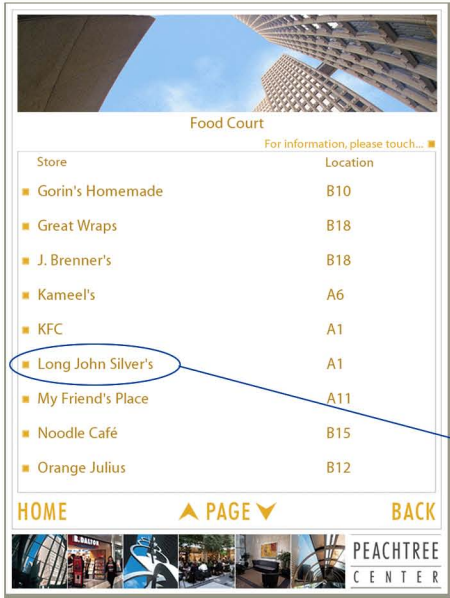 Food Court
For information, please touch...
Store Location
Gorin's Homemade B10
Great Wraps B18
J. Brenner's B18
Kameel's A6
KFC A1
Long John Silver's A1
My Friend's Place A11
Noodle Café B15
Orange Julius B12
HOME PAGE BACK
B. DALTON
PEACHTREE
CENTER